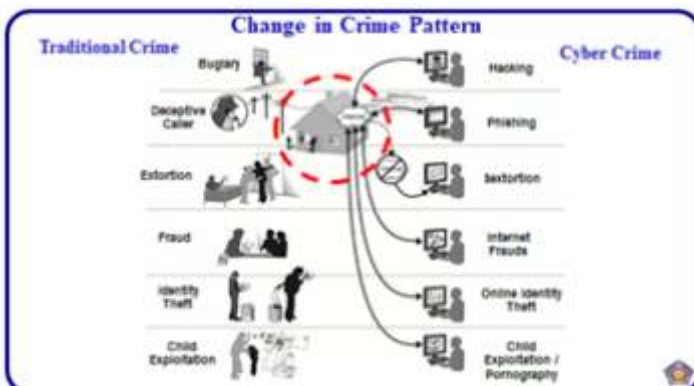 Change in Crime Pattern
Traditional Crime
Cyber Crime
Buglary
Hacking
Deceptive
Caller
Phishing
Extortion
Sextortion
Fraud
Internet
Frauds
Identity
Theft
Online Identity
Theft
Child
Exploitation
Child
Exploitation /
Pornography